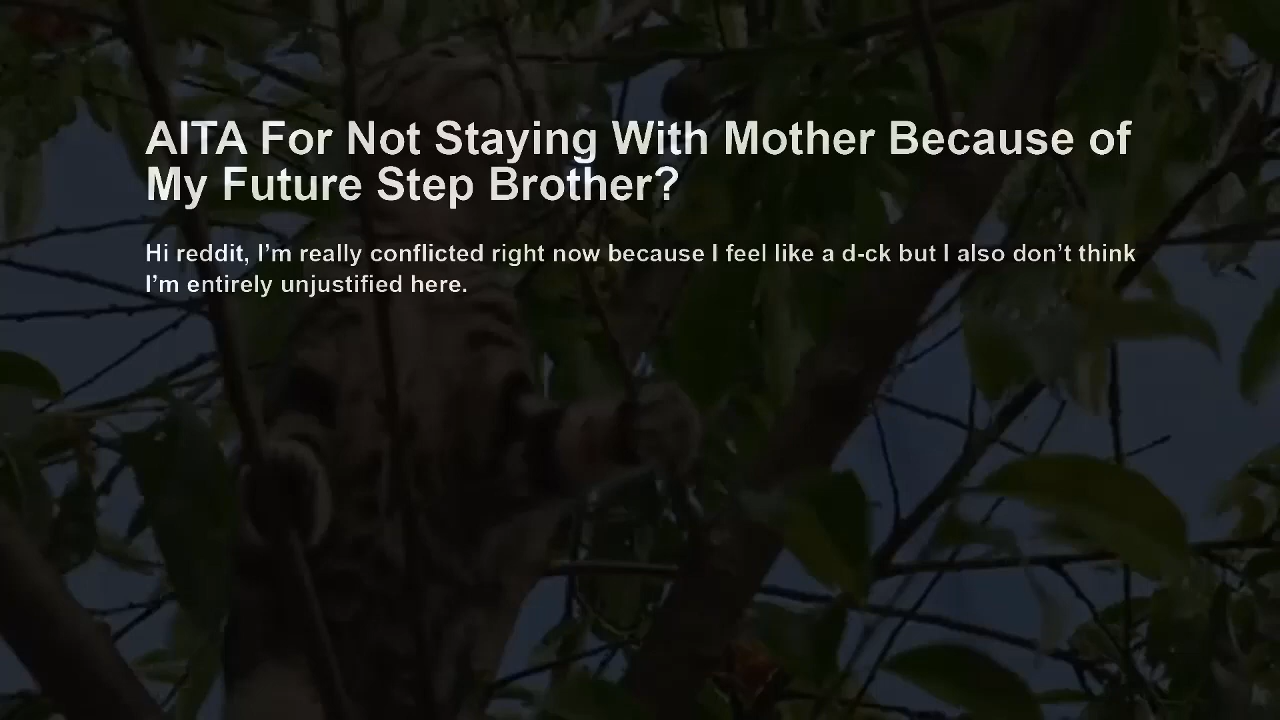 AITA For Not Staying With Mother Because of
My Future Step Brother?
Hi reddit, I’m really conflicted right now because I feel like a d-ck but I also don’t think
I’m entirely unjustified here.